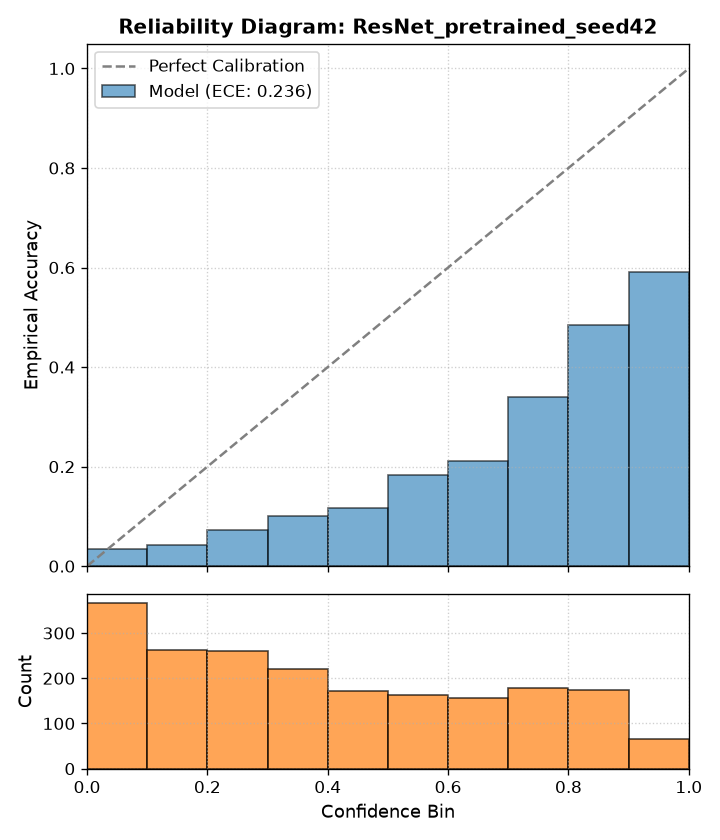 Reliability Diagram: ResNet_pretrained_seed42
Perfect Calibration
Model (ECE: 0.236)
1.0
0.8
0.6
0.4
0.2
0.0
Empirical Accuracy
300
200
100
0
Count
0.0 0.2 0.4 0.6 0.8 1.0
Confidence Bin